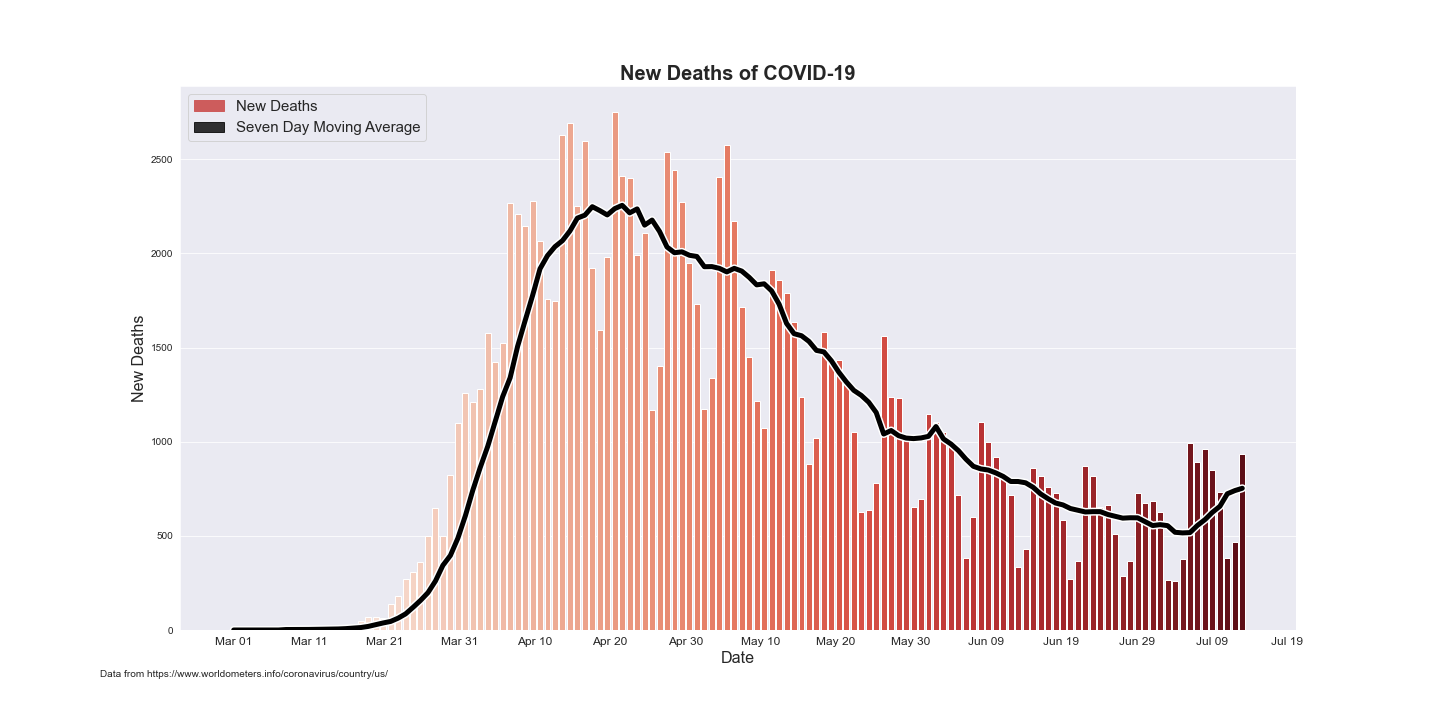 New Deaths of COVID-19
New Deaths
Seven Day Moving Average
2500
2000
1500
1000
500
0
New Deaths
Mar 01 Mar 11 Mar 21 Mar 31 Apr 10 Apr 20 Apr 30 May 10 May 20 May 30 Jun 09 Jun 19 Jun 29 Jul 09 Jul 19
Date
Data from https://www.worldometers.info/coronavirus/country/us/